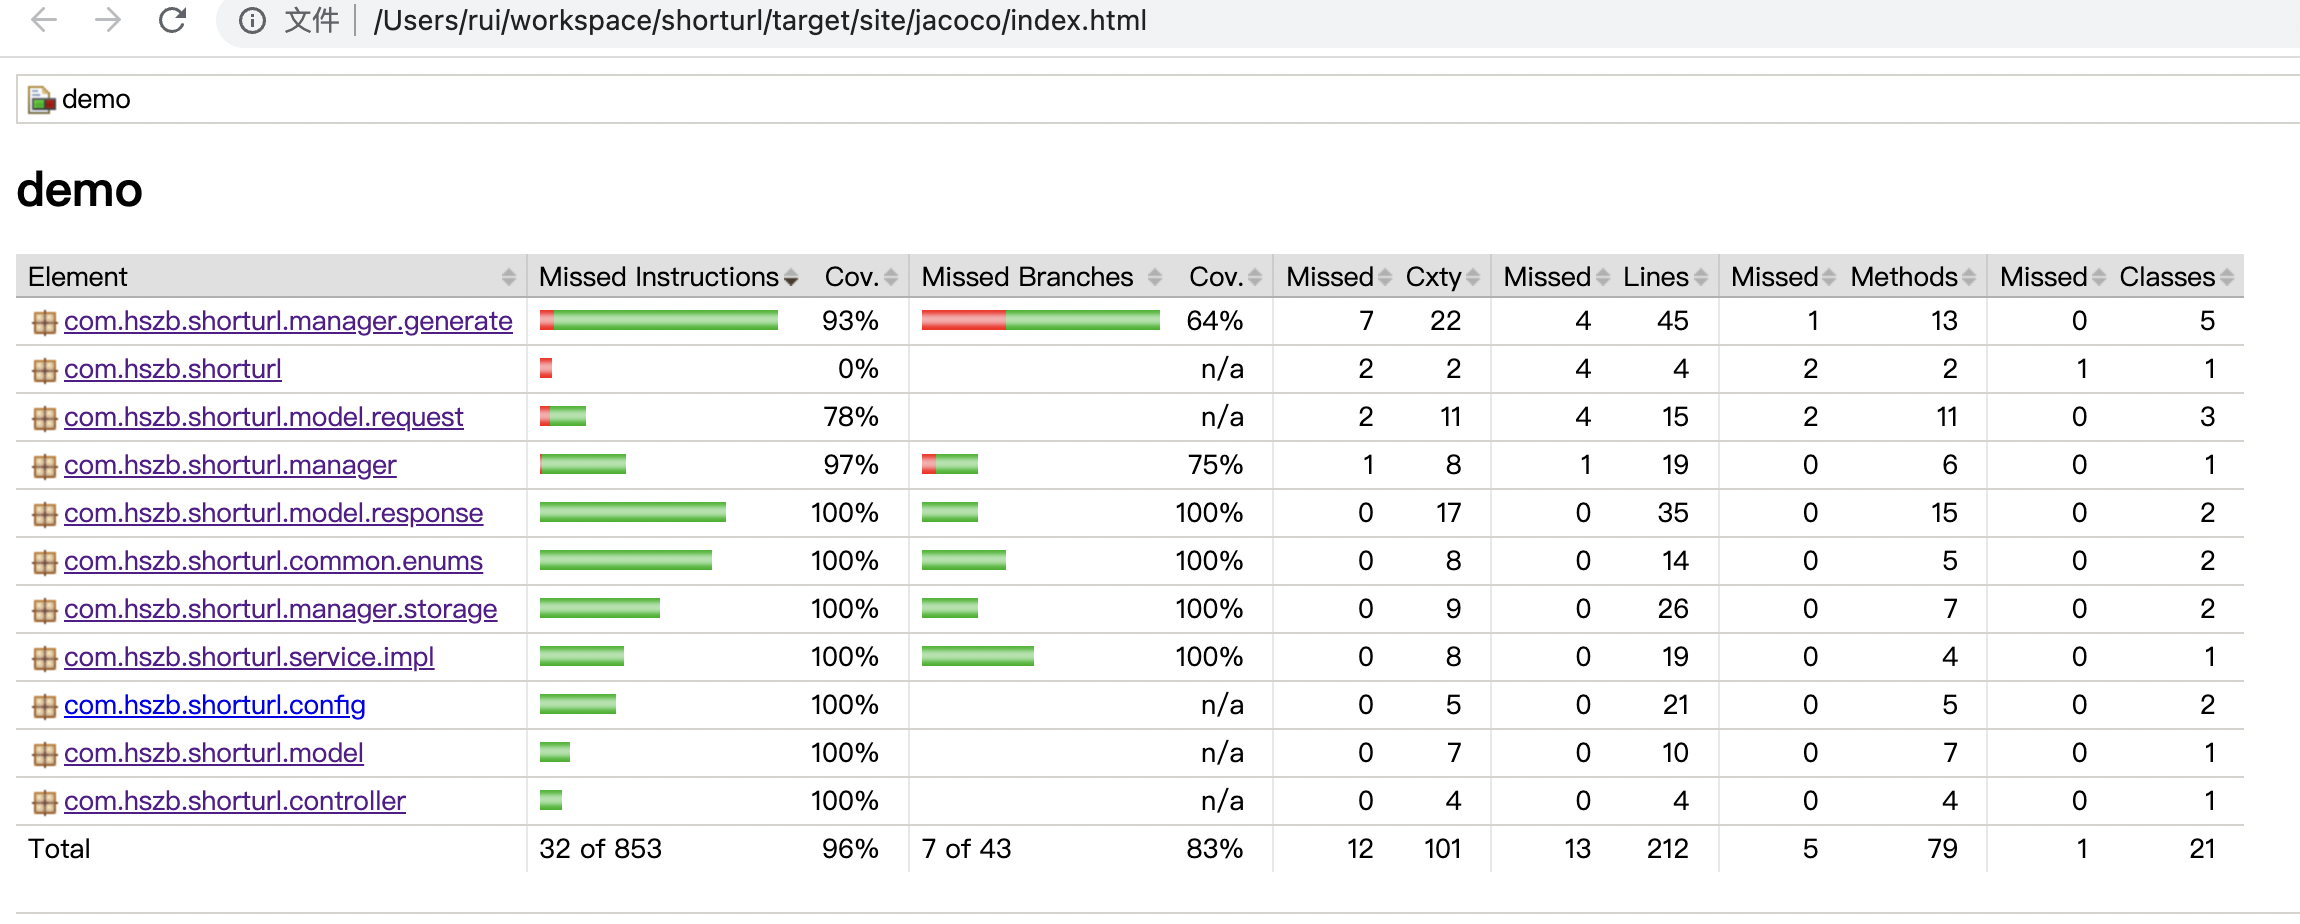 文件 /Users/rui/workspace/shorturl/target/site/jacoco/index.html
demo
demo
Element Missed Instructions Cov. Missed Branches Cov. Missed Cxty Missed Lines Missed Methods Missed Classes
com.hszb.shorturl.manager.generate 93% 64% 7 22 4 45 1 13 0 5
com.hszb.shorturl 0% n/a 2 2 4 4 2 2 1 1
com.hszb.shorturl.model.request 78% n/a 2 11 4 15 2 11 0 3
com.hszb.shorturl.manager 97% 75% 1 8 1 19 0 6 0 1
com.hszb.shorturl.model.response 100% 100% 0 17 0 35 0 15 0 2
com.hszb.shorturl.common.enums 100% 100% 0 8 0 14 0 5 0 2
com.hszb.shorturl.manager.storage 100% 100% 0 9 0 26 0 7 0 2
com.hszb.shorturl.service.impl 100% 100% 0 8 0 19 0 4 0 1
com.hszb.shorturl.config 100% n/a 0 5 0 21 0 5 0 2
com.hszb.shorturl.model 100% n/a 0 7 0 10 0 7 0 1
com.hszb.shorturl.controller 100% n/a 0 4 0 4 0 4 0 1
Total 32 of 853 96% 7 of 43 83% 12 101 13 212 5 79 1 21